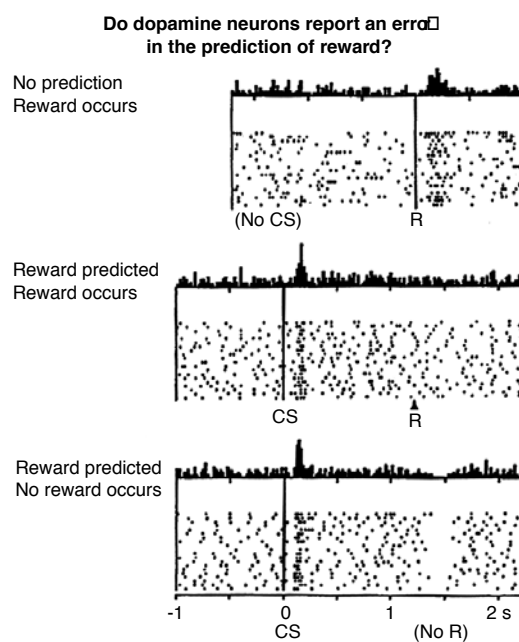 Do dopamine neurons report an erro□
in the prediction of reward?
No prediction
Reward occurs
(No CS) R
Reward predicted
Reward occurs
CS R
Reward predicted
No reward occurs
-1 0 1 2 s
CS (No R)